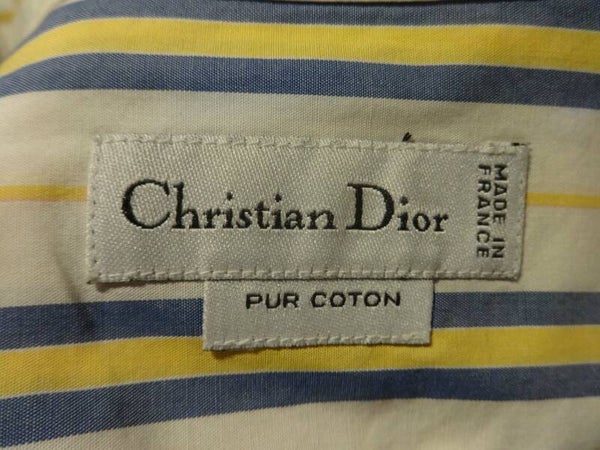 Christian Dior
MADE IN
FRANCE
PUR COTON